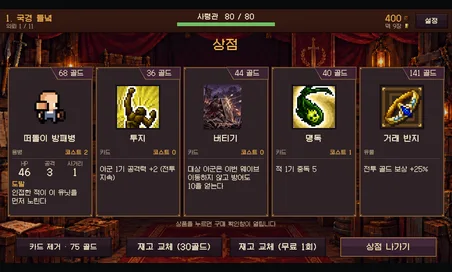 1. 국경 들녘
사령관 80 / 80
400
설정
상점
68 골드
36 골드
44 골드
40 골드
141 골드
떠돌이 방패병
투지
버티기
맹독
거래 반지
용병
코스트 2
카드
코스트 0
카드
코스트 0
카드
코스트 1
유물
HP
공격
사거리
46
3
1
도발
인접한 적이 이 유닛을
먼저 노린다
아군 1기 공격력 +2 (전투
지속)
대상 아군은 이번 웨이브
이동하지 않고 방어도
10을 얻는다
적 1기 중독 5
전투 골드 보상 +25%
상품을 누르면 구매 확인창이 열립니다
카드 제거 · 75 골드
재고 교체 (30골드)
재고 교체 (무료 1회)
상점 나가기